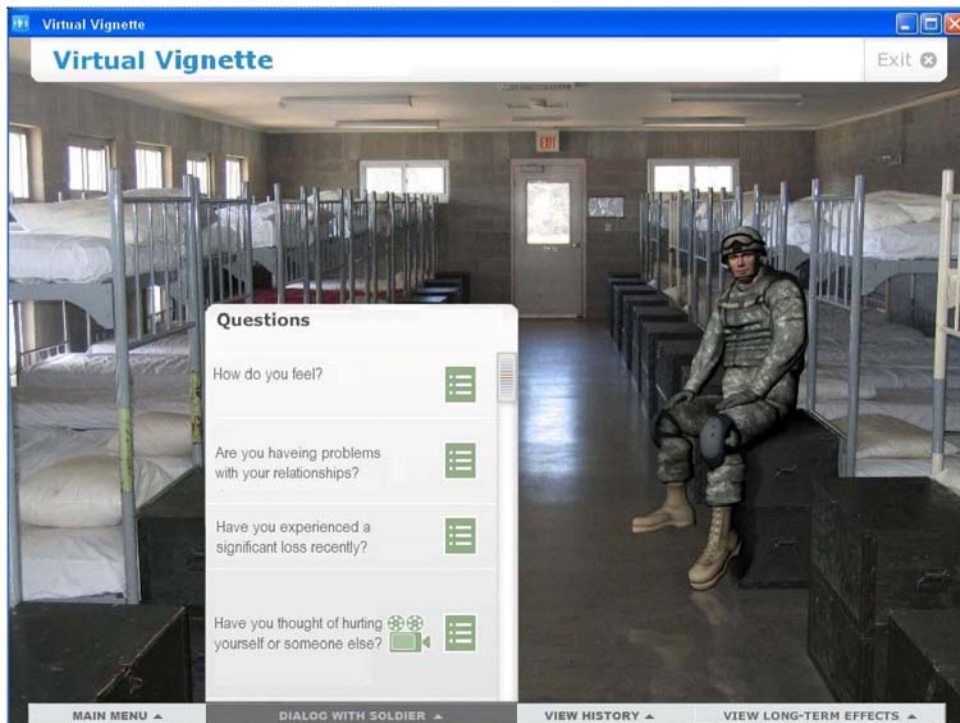 Virtual Vignette
Virtual Vignette
Exit
Questions
How do you feel?
Are you haveing problems
with your relationships?
Have you experienced a
significant loss recently?
Have you thought of hurting
yourself or someone else?
MAIN MENU
DIALOG WITH SOLDIER
VIEW HISTORY
VIEW LONG-TERM EFFECTS